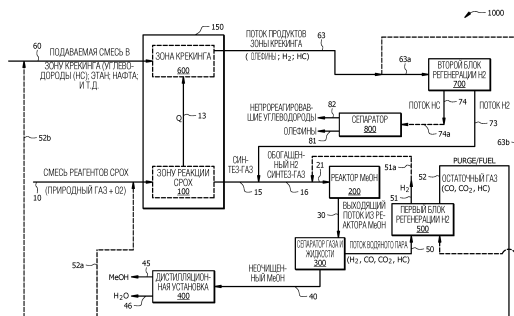 1000
150
60
ПОДАВАЕМАЯ СМЕСЬ В
ЗОНУ КРЕКИНГА (УГЛЕВО-
ДОРОДЫ (HC); ЭТАН; НАФТА;
И Т.Д.
ЗОНА КРЕКИНГА
600
ПОТОК ПРОДУКТОВ
ЗОНЫ КРЕКИНГА
63
(ОЛЕФИНЫ; H2; HC)
63a
ВТОРОЙ БЛОК
РЕГЕНЕРАЦИИ H2
700
НЕПРОРЕАГИРОВАВ-
ШИЕ УГЛЕВОДОРОДЫ
82
ОЛЕФИНЫ
81
СЕПАРАТОР
800
ПОТОК HC
74
74a
ПОТОК H2
73
63b
52b
Q
13
СМЕСЬ РЕАГЕНТОВ CPOX
10
(ПРИРОДНЫЙ ГАЗ + O2)
ЗОНУ РЕАКЦИИ
CPOX
100
СИН-
ТЕЗ-ГАЗ
15
ОБОГАЩЕННЫЙ H2
СИНТЕЗ-ГАЗ
16
21
РЕАКТОР MeOH
200
51a
H2
51
52
PURGE/FUEL
ОСТАТОЧНЫЙ ГАЗ
(CO, CO2, HC)
ПЕРВЫЙ БЛОК
РЕГЕНЕРАЦИИ H2
500
30
ВЫХОДЯЩИЙ
ПОТОК ИЗ РЕ-
АКТОРА MeOH
СЕПАРАТОР ГАЗА И
ЖИДКОСТИ
300
ПОТОК ВОДЯНОГО ПАРА
50
(H2, CO, CO2, HC)
НЕОЧИЩЕН-
НЫЙ MeOH
40
52a
MeOH
45
H2O
46
ДИСТИЛЛЯЦИОН-
НАЯ УСТАНОВКА
400